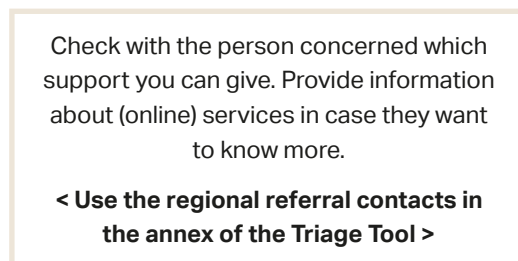 Check with the person concerned which
support you can give. Provide information
about (online) services in case they want
to know more.
< Use the regional referral contacts in
the annex of the Triage Tool >